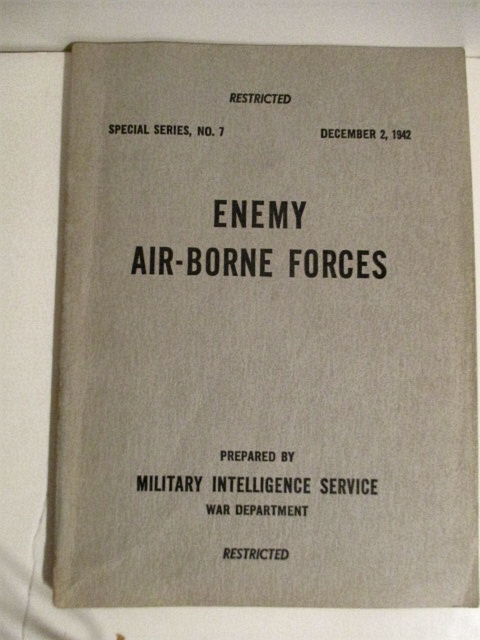 RESTRICTED
SPECIAL SERIES, NO. 7 DECEMBER 2, 1942
ENEMY
AIR-BORNE FORCES
PREPARED BY
MILITARY INTELLIGENCE SERVICE
WAR DEPARTMENT
RESTRICTED